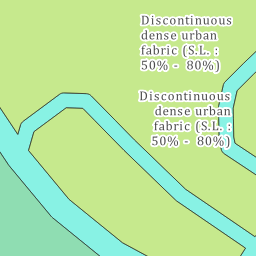 Discontinuous
dense urban
fabric (S.L. :
50% -  80%)
Discontinuous
dense urban
fabric (S.L. :
50% -  80%)